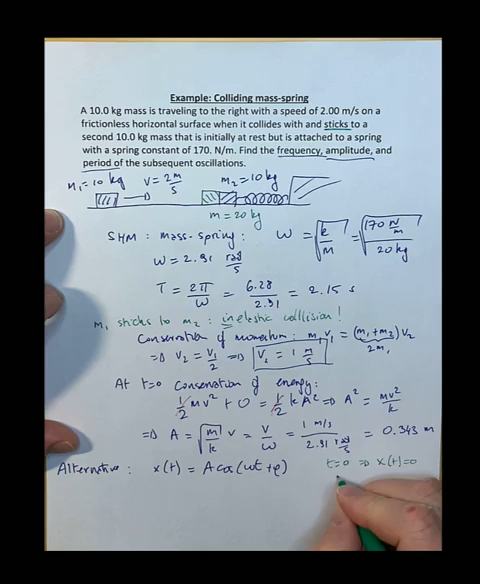 Example: Colliding mass-spring
A 10.0 kg mass is traveling to the right with a speed of 2.00 m/s on a
frictionless horizontal surface when it collides with and sticks to a
second 10.0 kg mass that is initially at rest but is attached to a spring
with a spring constant of 170. N/m. Find the frequency, amplitude, and
period of the subsequent oscillations.
m₁=10 kg v=2 m/s m₂=10kg
m=20 kg
SHM: mass-spring: ω = √(k/m) = √(170 N/m / 20 kg)
ω = 2.91 rad/s
T = 2π/ω = 6.28/2.91 = 2.15 s
m₁ sticks to m₂: inelastic collision!
Conservation of momentum: m₁v₁ = (m₁+m₂)v₂
2m₁
⇒ v₂ = v₁/2 ⇒ v₂ = 1 m/s
At t=0 conservation of energy:
½mv² + 0 = ½kA² ⇒ A² = mv²/k
⇒ A = √(m/k) v = v/ω = 1 m/s / 2.91 rad/s = 0.343 m
Alternative: x(t) = A cos(ωt+φ) t=0 ⇒ x(t)=0